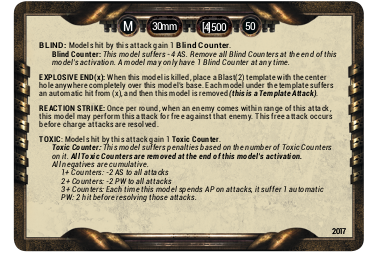 M 30mm 500 50
BLIND: Models hit by this attack gain 1 Blind Counter.
Blind Counter: This model suffers -4 AS. Remove all Blind Counters at the end of this
model's activation. A model may only have 1 Blind Counter at any time.
EXPLOSIVE END(x): When this model is killed, place a Blast(2) template with the center
hole anywhere completely over this model's base. Each model under the template suffers
an automatic hit from (x), and then this model is removed (this is a Template Attack).
REACTION STRIKE: Once per round, when an enemy comes within range of this attack,
this model may perform this attack for free against that enemy. This free attack occurs
before charge attacks are resolved.
TOXIC: Models hit by this attack gain 1 Toxic Counter.
Toxic Counter: This model suffers penalties based on the number of Toxic Counters
on it. All Toxic Counters are removed at the end of this model's activation.
All negatives are cumulative.
1+ Counters: -2 AS to all attacks
2+ Counters: -2 PW to all attacks
3+ Counters: Each time this model spends AP on attacks, it suffer 1 automatic
PW: 2 hit before resolving those attacks.
2017